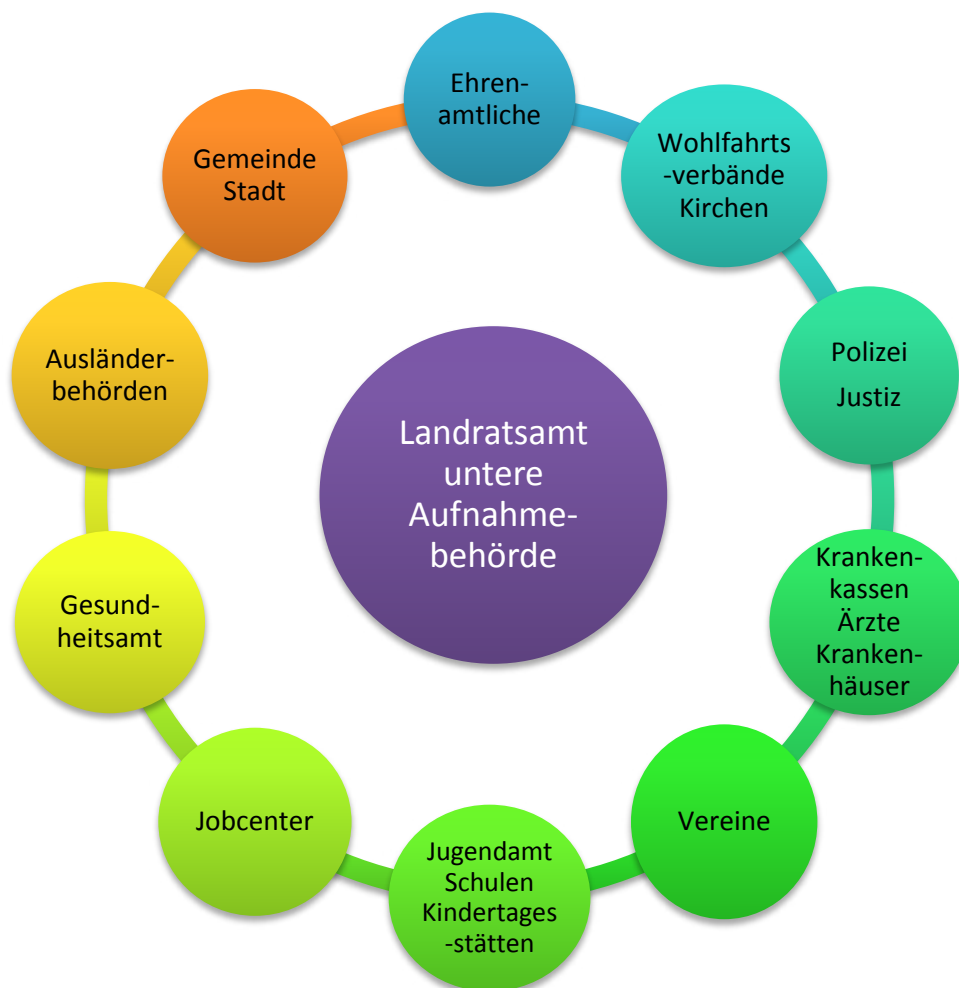 Ehren-
amtliche
Wohlfahrts
-verbände
Kirchen
Polizei
Justiz
Kranken-
kassen
Ärzte
Kranken-
häuser
Vereine
Jugendamt
Schulen
Kindertages
-stätten
Jobcenter
Gesund-
heitsamt
Ausländer-
behörden
Gemeinde
Stadt
Landratsamt
untere
Aufnahme-
behörde